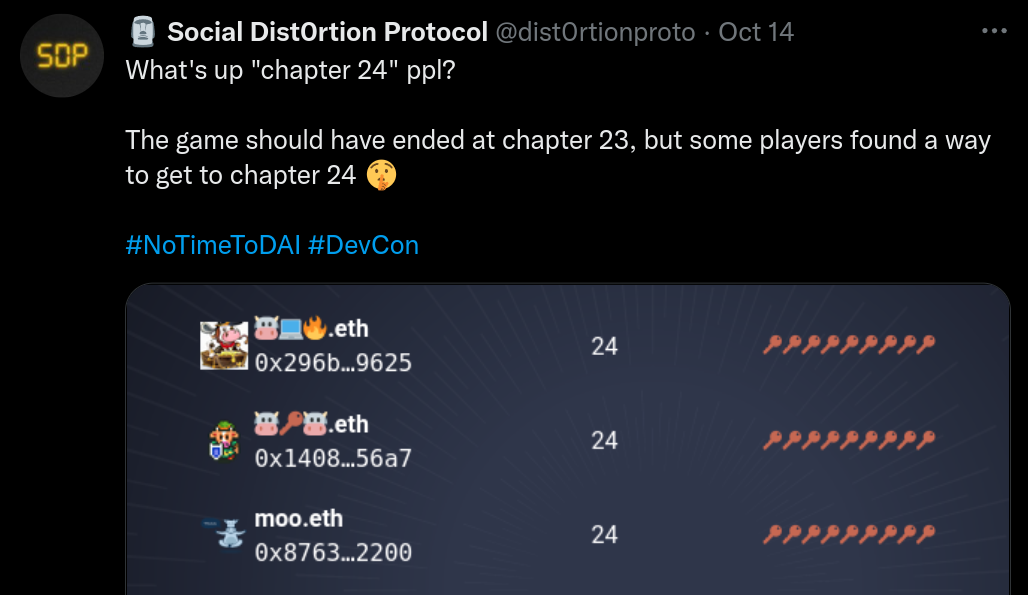 SDP
🗿 Social Dist0rtion Protocol @dist0rtionproto · Oct 14
What's up "chapter 24" ppl?
The game should have ended at chapter 23, but some players found a way
to get to chapter 24 🤫
#NoTimeToDAI #DevCon
🐮💻🔥.eth
0x296b…9625
24
🔑🔑🔑🔑🔑🔑🔑🔑🔑
🐮🔑🐮.eth
0x1408…56a7
24
🔑🔑🔑🔑🔑🔑🔑🔑🔑
moo.eth
0x8763…2200
24
🔑🔑🔑🔑🔑🔑🔑🔑🔑